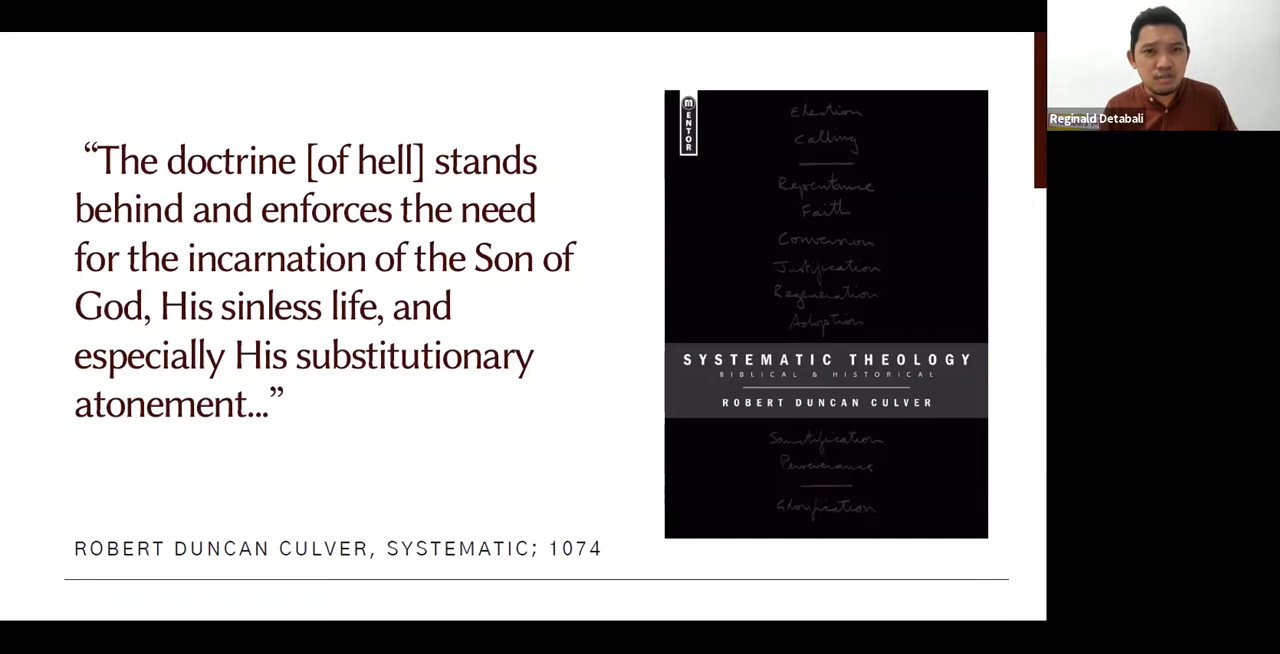 “The doctrine [of hell] stands
behind and enforces the need
for the incarnation of the Son of
God, His sinless life, and
especially His substitutionary
atonement...”
ROBERT DUNCAN CULVER, SYSTEMATIC; 1074
MENTOR
Election
Calling
Repentance
Faith
Conversion
Justification
Regeneration
Adoption
SYSTEMATIC THEOLOGY
BIBLICAL & HISTORICAL
ROBERT DUNCAN CULVER
Sanctification
Perseverance
Glorification
Reginald Detabali